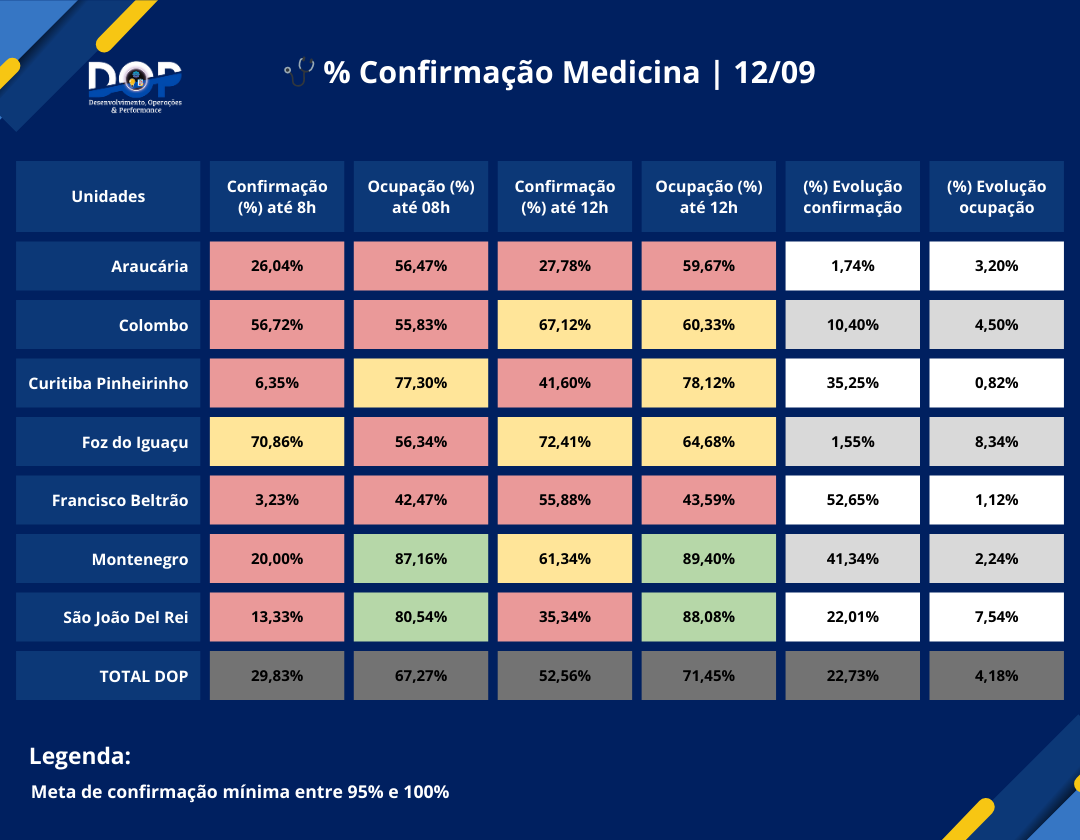 DOP
Desenvolvimento, Operações
& Performance
% Confirmação Medicina | 12/09
Unidades
Confirmação
(%) até 8h
Ocupação (%)
até 08h
Confirmação
(%) até 12h
Ocupação (%)
até 12h
(%) Evolução
confirmação
(%) Evolução
ocupação
Araucária 26,04% 56,47% 27,78% 59,67% 1,74% 3,20%
Colombo 56,72% 55,83% 67,12% 60,33% 10,40% 4,50%
Curitiba Pinheirinho 6,35% 77,30% 41,60% 78,12% 35,25% 0,82%
Foz do Iguaçu 70,86% 56,34% 72,41% 64,68% 1,55% 8,34%
Francisco Beltrão 3,23% 42,47% 55,88% 43,59% 52,65% 1,12%
Montenegro 20,00% 87,16% 61,34% 89,40% 41,34% 2,24%
São João Del Rei 13,33% 80,54% 35,34% 88,08% 22,01% 7,54%
TOTAL DOP 29,83% 67,27% 52,56% 71,45% 22,73% 4,18%
Legenda:
Meta de confirmação mínima entre 95% e 100%